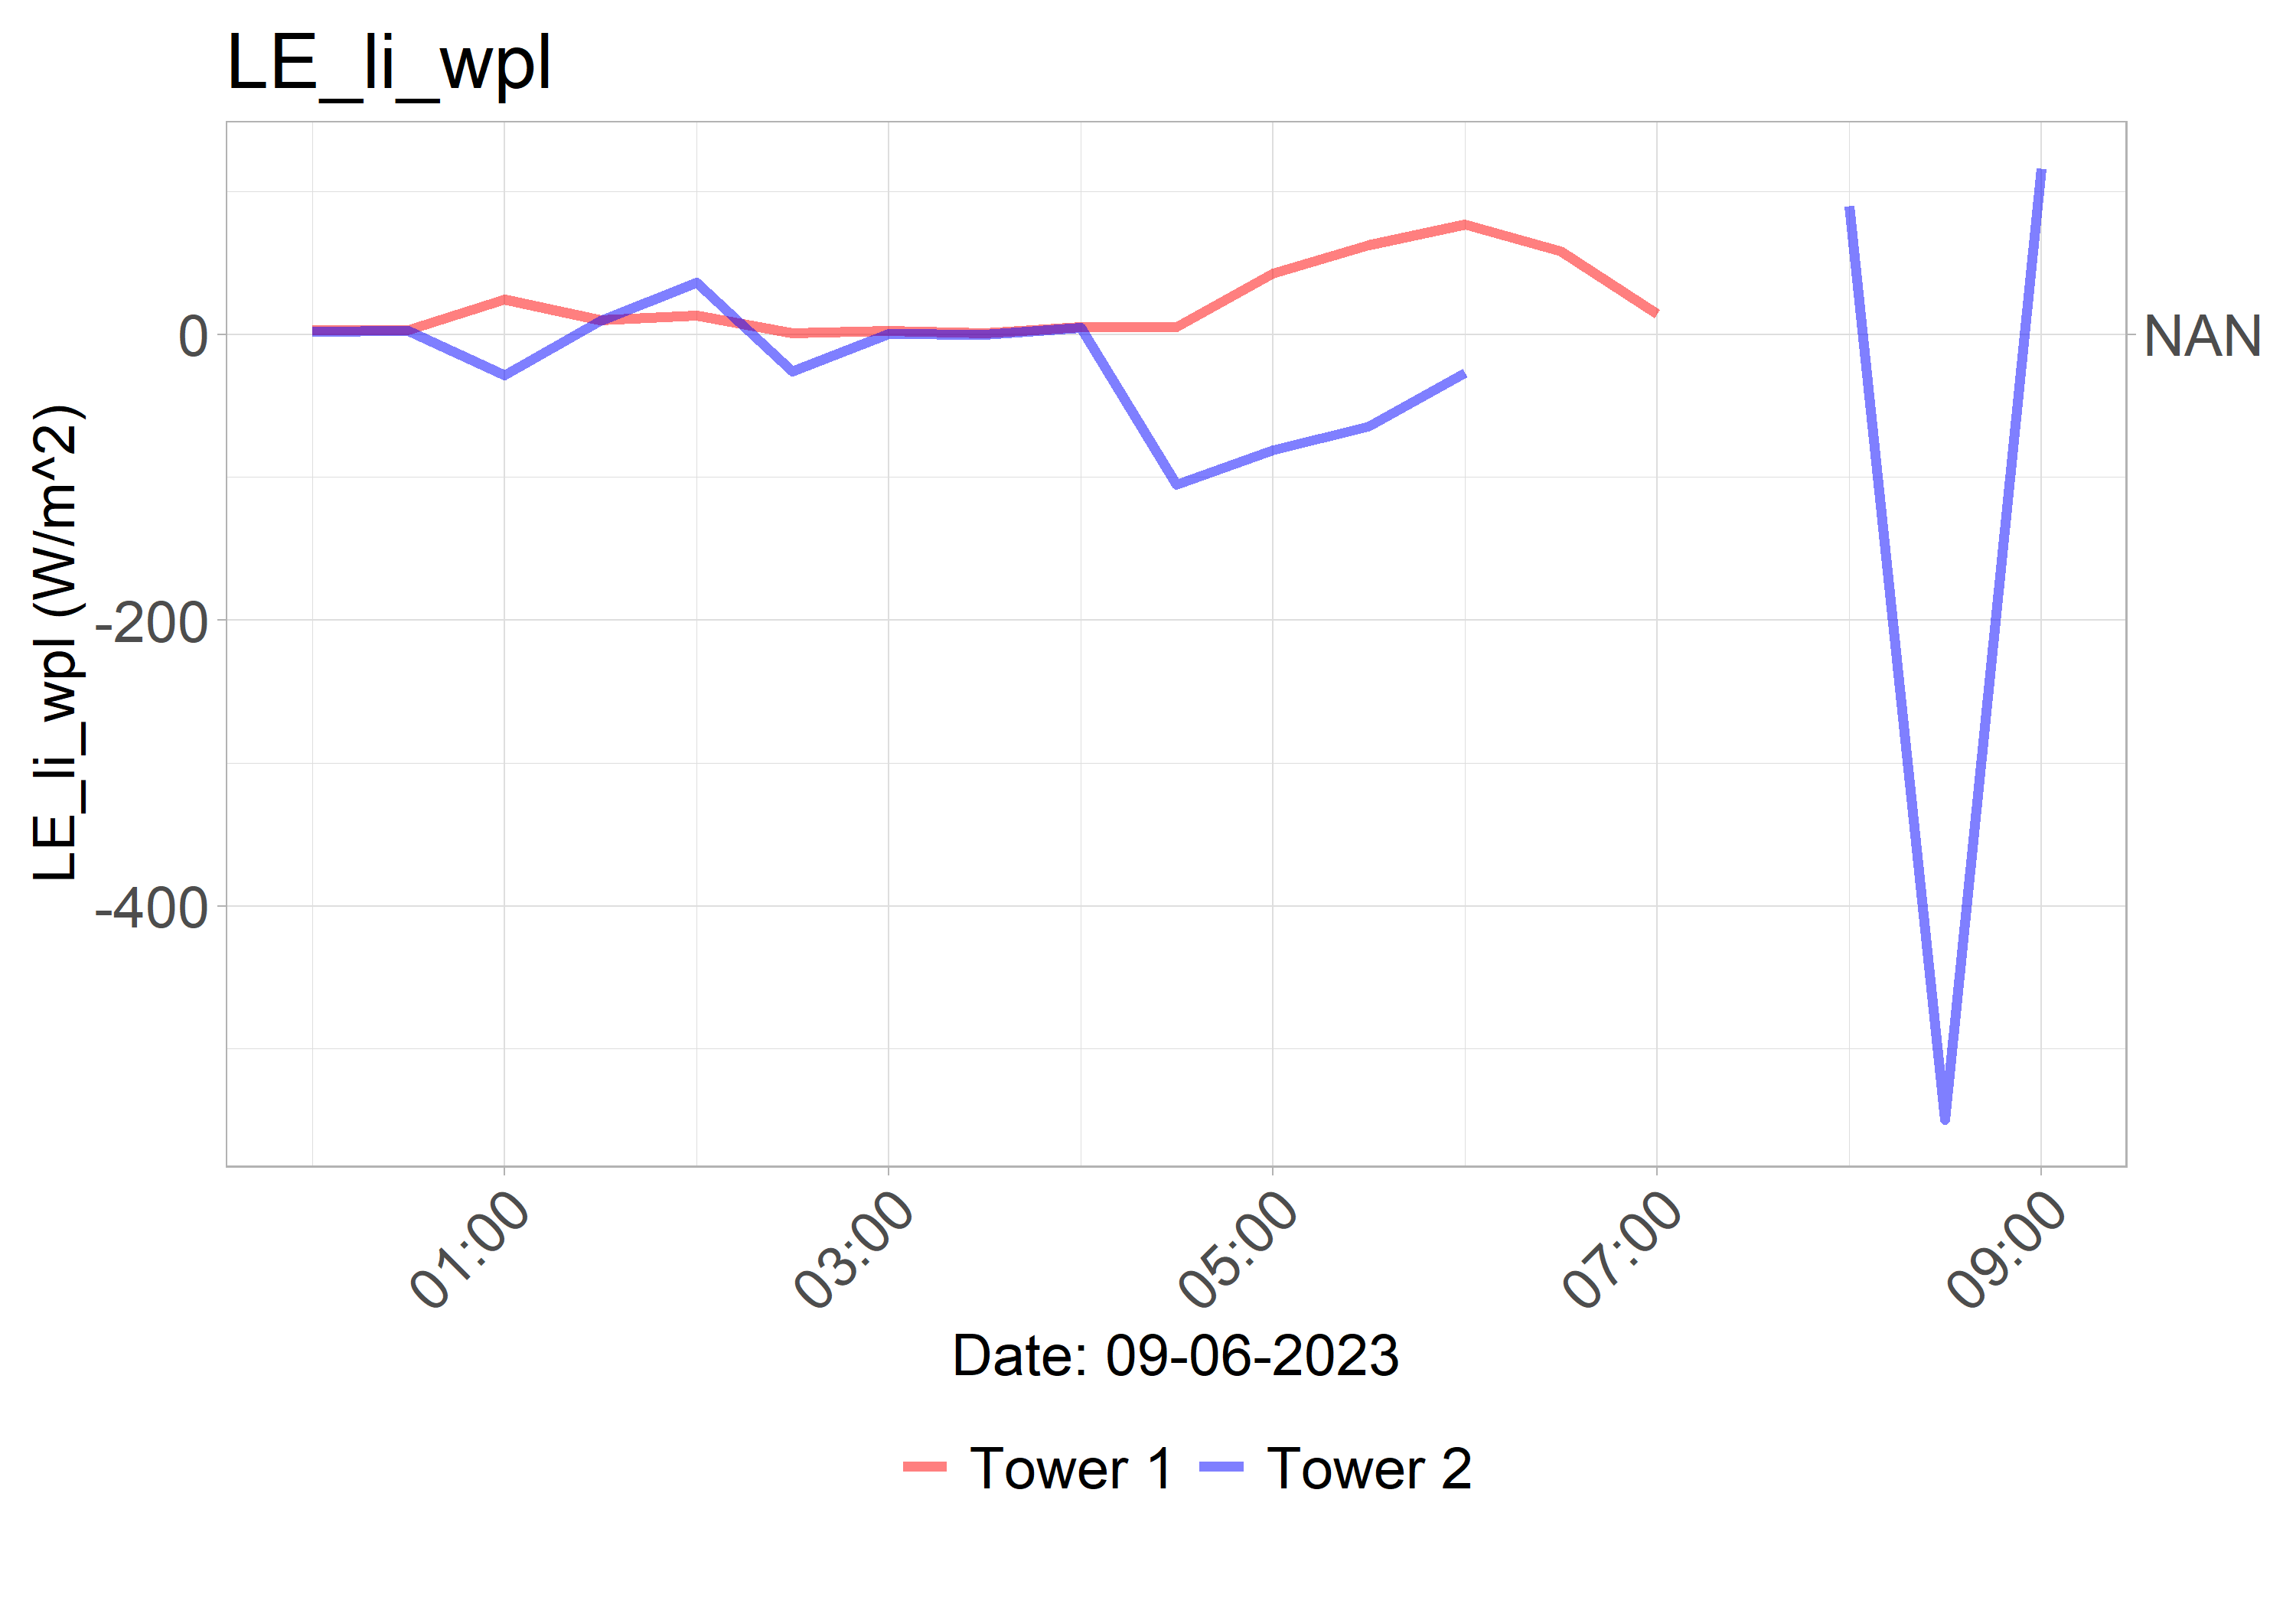 LE_li_wpl
LE_li_wpl (W/m^2)
0
-200
-400
NAN
01:00
03:00
05:00
07:00
09:00
Date: 09-06-2023
Tower 1
Tower 2